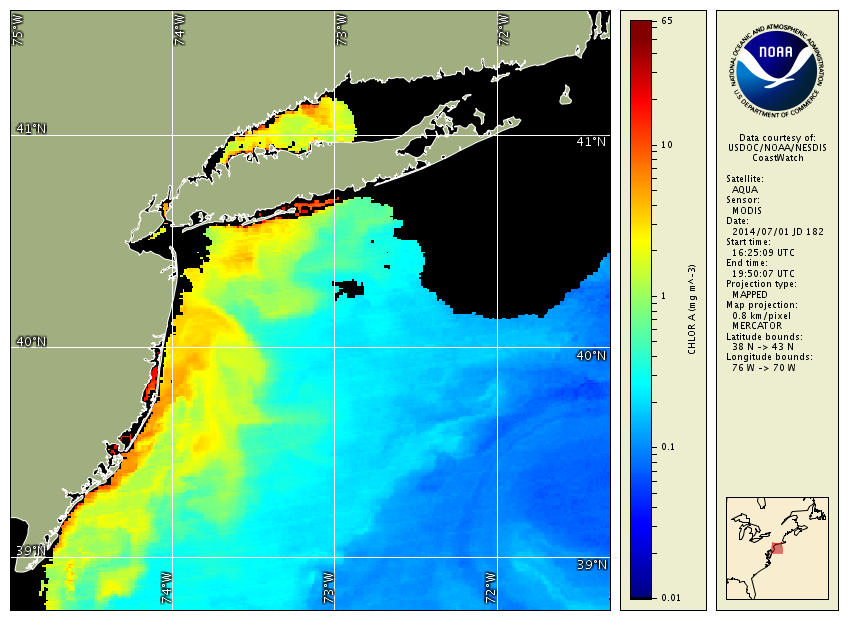 75°W
74°W
73°W
72°W
41°N
41°N
40°N
40°N
39°N
39°N
74°W
73°W
72°W
65
10
1
0.1
0.01
CHLOR A (mg m^-3)
NATIONAL OCEANIC AND ATMOSPHERIC ADMINISTRATION
NOAA
U.S. DEPARTMENT OF COMMERCE
Data courtesy of:
USDOC/NOAA/NESDIS
CoastWatch
Satellite:
AQUA
Sensor:
MODIS
Date:
2014/07/01 JD 182
Start time:
16:25:09 UTC
End time:
19:50:07 UTC
Projection type:
MAPPED
Map projection:
0.8 km/pixel
MERCATOR
Latitude bounds:
38 N -> 43 N
Longitude bounds:
76 W -> 70 W